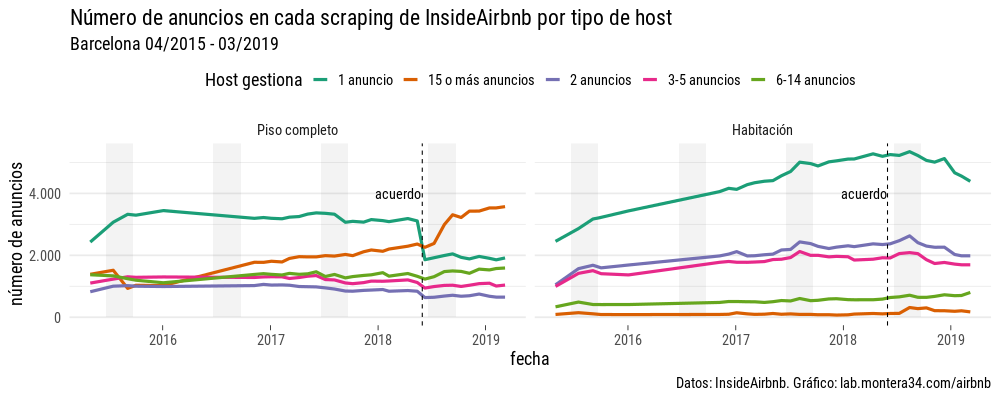 Número de anuncios en cada scraping de InsideAirbnb por tipo de host
Barcelona 04/2015 - 03/2019
Host gestiona 1 anuncio 15 o más anuncios 2 anuncios 3-5 anuncios 6-14 anuncios
Piso completo Habitación
número de anuncios
4.000
2.000
0
acuerdo acuerdo
2016 2017 2018 2019 2016 2017 2018 2019
fecha
Datos: InsideAirbnb. Gráfico: lab.montera34.com/airbnb